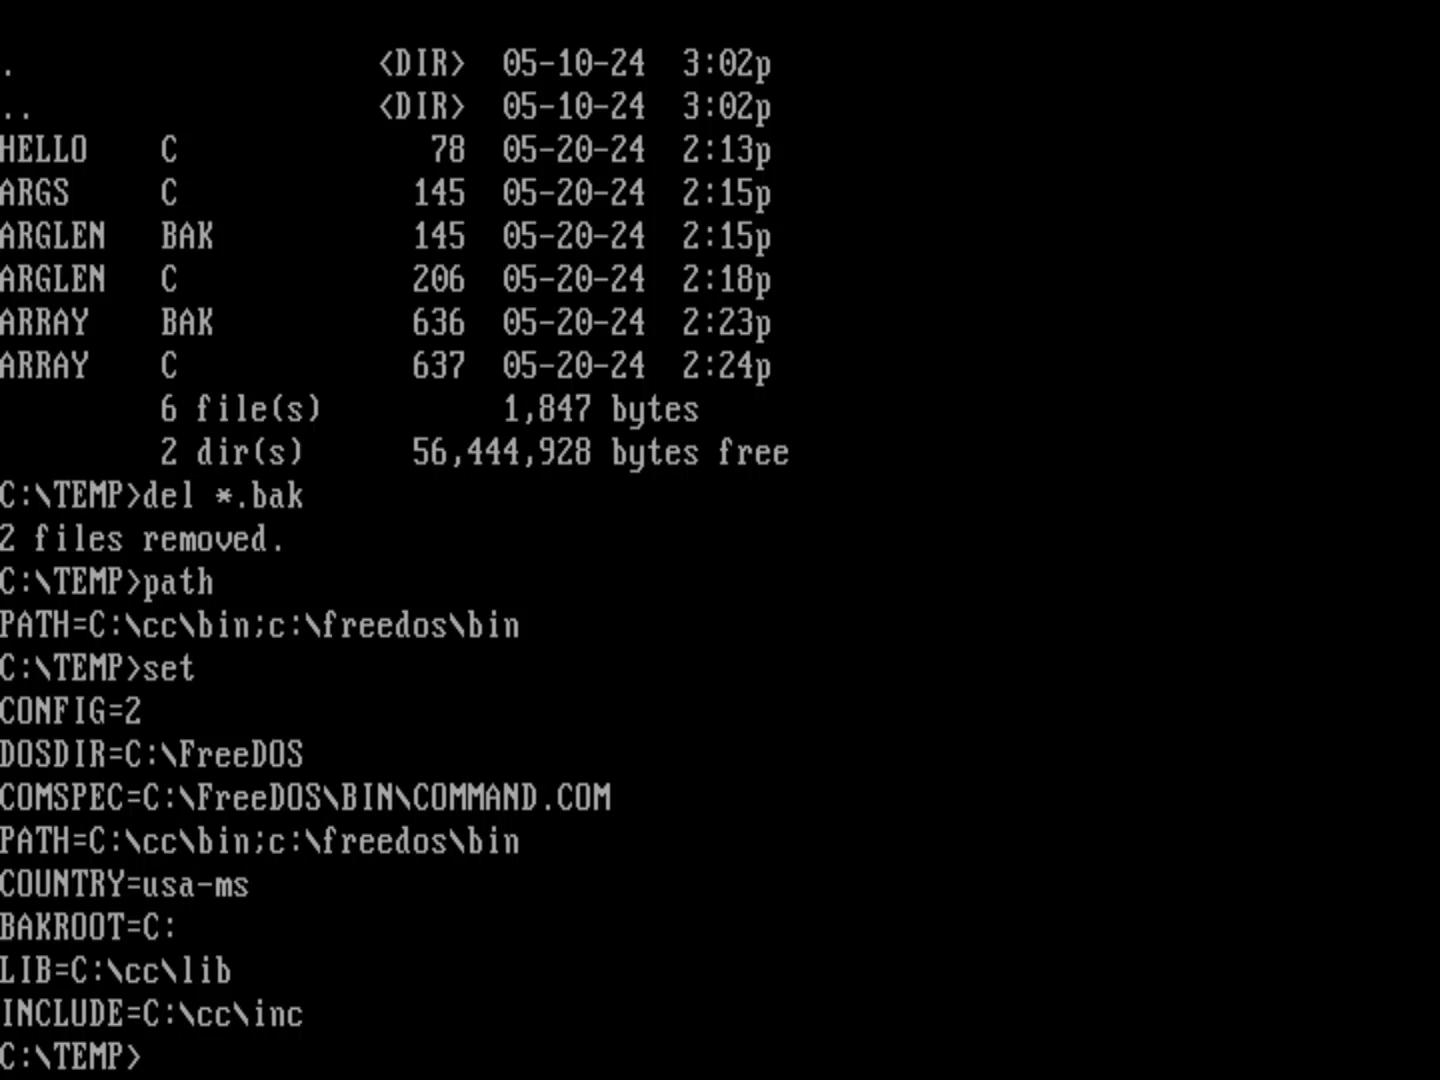 . <DIR> 05-10-24 3:02p
.. <DIR> 05-10-24 3:02p
HELLO C 78 05-20-24 2:13p
ARGS C 145 05-20-24 2:15p
ARGLEN BAK 145 05-20-24 2:15p
ARGLEN C 206 05-20-24 2:18p
ARRAY BAK 636 05-20-24 2:23p
ARRAY C 637 05-20-24 2:24p
6 file(s) 1,847 bytes
2 dir(s) 56,444,928 bytes free
C:\TEMP>del *.bak
2 files removed.
C:\TEMP>path
PATH=C:\cc\bin;c:\freedos\bin
C:\TEMP>set
CONFIG=2
DOSDIR=C:\FreeDOS
COMSPEC=C:\FreeDOS\BIN\COMMAND.COM
PATH=C:\cc\bin;c:\freedos\bin
COUNTRY=usa-ms
BAKROOT=C:
LIB=C:\cc\lib
INCLUDE=C:\cc\inc
C:\TEMP>